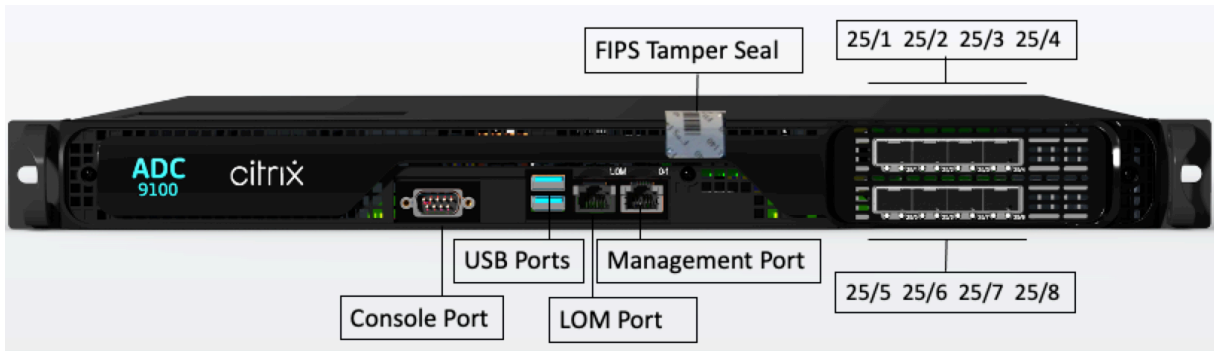 FIPS Tamper Seal
25/1 25/2 25/3 25/4
ADC
9100
citrix
LOM
0/1
USB Ports
Management Port
25/5 25/6 25/7 25/8
Console Port
LOM Port